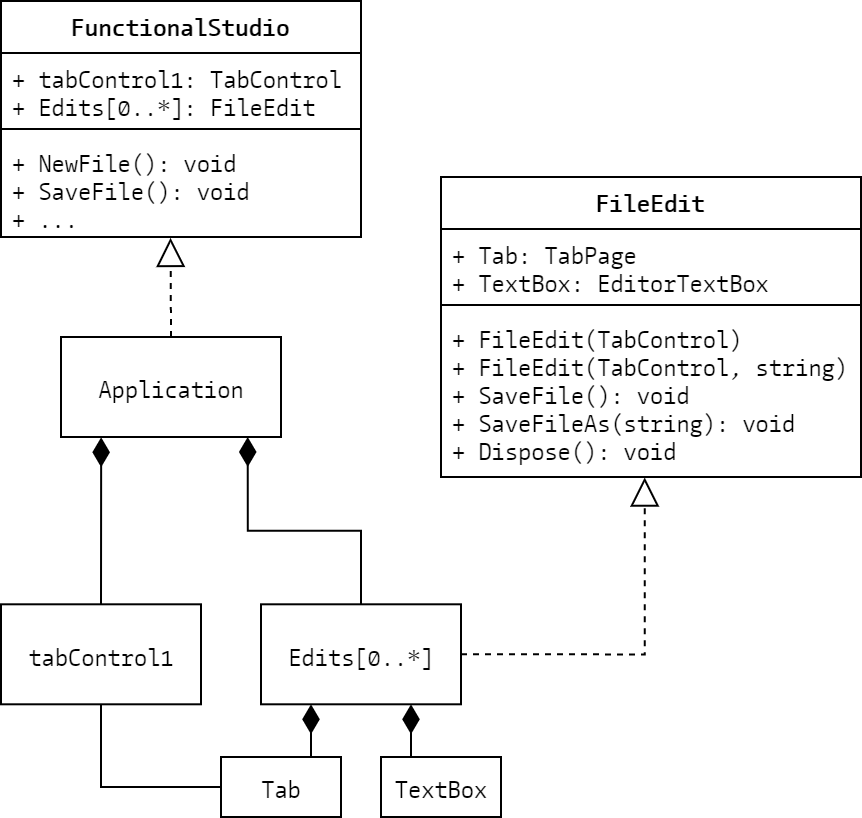 FunctionalStudio
+ tabControl1: TabControl
+ Edits[0..*]: FileEdit
+ NewFile(): void
+ SaveFile(): void
+ ...
FileEdit
+ Tab: TabPage
+ TextBox: EditorTextBox
+ FileEdit(TabControl)
+ FileEdit(TabControl, string)
+ SaveFile(): void
+ SaveFileAs(string): void
+ Dispose(): void
Application
tabControl1
Edits[0..*]
Tab
TextBox